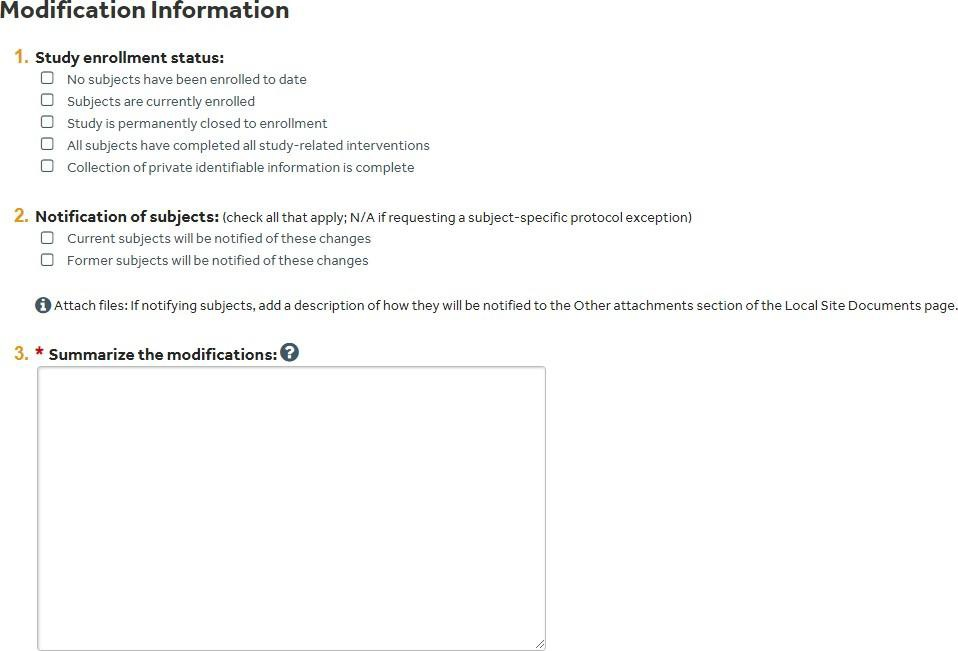 Modification Information
1. Study enrollment status:
No subjects have been enrolled to date
Subjects are currently enrolled
Study is permanently closed to enrollment
All subjects have completed all study-related interventions
Collection of private identifiable information is complete
2. Notification of subjects: (check all that apply; N/A if requesting a subject-specific protocol exception)
Current subjects will be notified of these changes
Former subjects will be notified of these changes
Attach files: If notifying subjects, add a description of how they will be notified to the Other attachments section of the Local Site Documents page.
3. * Summarize the modifications: